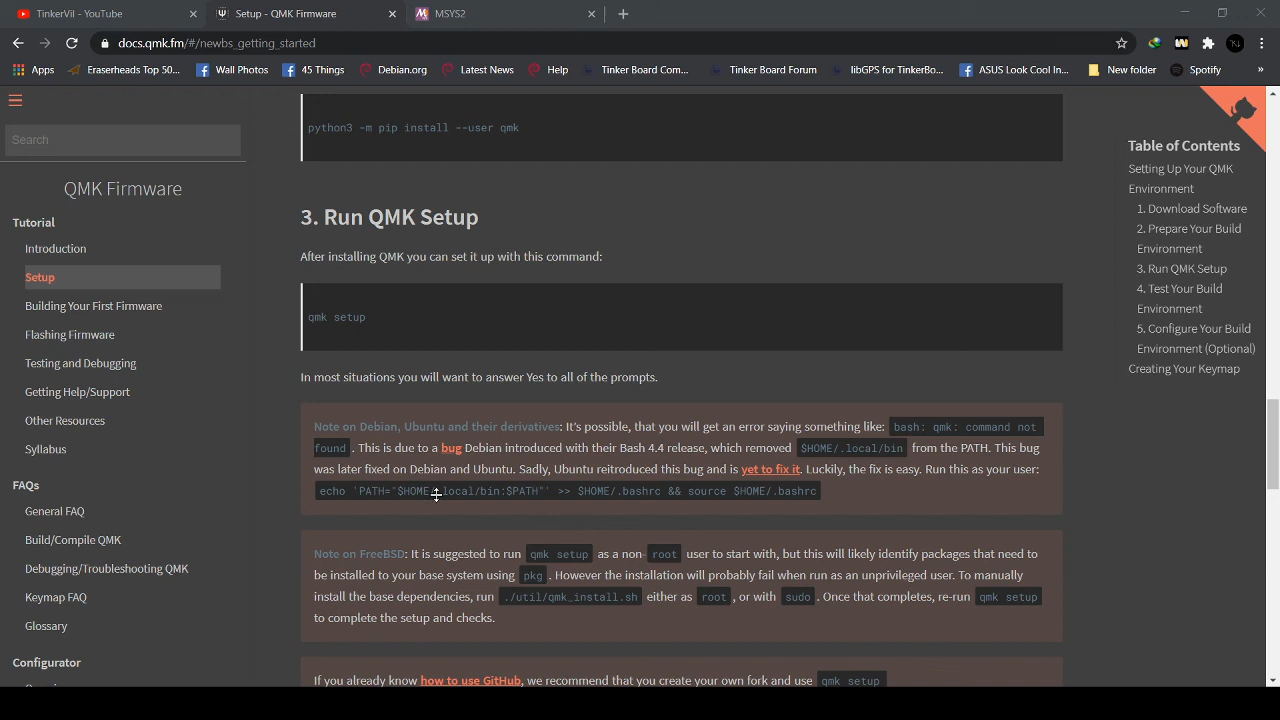 TinkerVil - YouTube
Setup - QMK Firmware
MSYS2
docs.qmk.fm/#/newbs_getting_started
Apps
Eraserheads Top 50...
Wall Photos
45 Things
Debian.org
Latest News
Help
Tinker Board Com...
Tinker Board Forum
libGPS for TinkerBo...
ASUS Look Cool In...
New folder
Spotify
»
Search
QMK Firmware
Tutorial
Introduction
Setup
Building Your First Firmware
Flashing Firmware
Testing and Debugging
Getting Help/Support
Other Resources
Syllabus
FAQs
General FAQ
Build/Compile QMK
Debugging/Troubleshooting QMK
Keymap FAQ
Glossary
Configurator
python3 -m pip install --user qmk
3. Run QMK Setup
After installing QMK you can set it up with this command:
qmk setup
In most situations you will want to answer Yes to all of the prompts.
Note on Debian, Ubuntu and their derivatives: It's possible, that you will get an error saying something like: bash: qmk: command not
found . This is due to a bug Debian introduced with their Bash 4.4 release, which removed $HOME/.local/bin from the PATH. This bug
was later fixed on Debian and Ubuntu. Sadly, Ubuntu reitroduced this bug and is yet to fix it. Luckily, the fix is easy. Run this as your user:
echo 'PATH="$HOME/.local/bin:$PATH"' >> $HOME/.bashrc && source $HOME/.bashrc
Note on FreeBSD: It is suggested to run qmk setup as a non- root user to start with, but this will likely identify packages that need to
be installed to your base system using pkg . However the installation will probably fail when run as an unprivileged user. To manually
install the base dependencies, run ./util/qmk_install.sh either as root , or with sudo . Once that completes, re-run qmk setup
to complete the setup and checks.
If you already know how to use GitHub, we recommend that you create your own fork and use qmk setup
Table of Contents
Setting Up Your QMK
Environment
1. Download Software
2. Prepare Your Build
Environment
3. Run QMK Setup
4. Test Your Build
Environment
5. Configure Your Build
Environment (Optional)
Creating Your Keymap